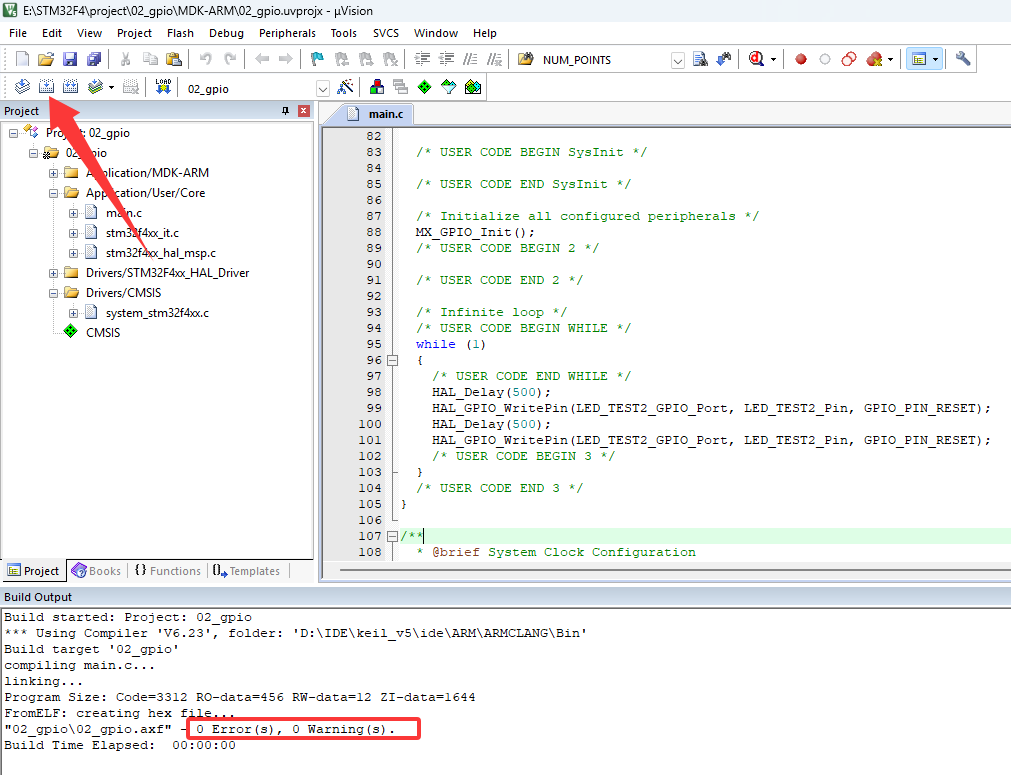 E:\STM32F4\project\02_gpio\MDK-ARM\02_gpio.uvprojx - µVision
File Edit View Project Flash Debug Peripherals Tools SVCS Window Help
NUM_POINTS
LOAD 02_gpio
Project
main.c
Project: 02_gpio
02_gpio
Application/MDK-ARM
Application/User/Core
main.c
stm32f4xx_it.c
stm32f4xx_hal_msp.c
Drivers/STM32F4xx_HAL_Driver
Drivers/CMSIS
system_stm32f4xx.c
CMSIS
82
83 /* USER CODE BEGIN SysInit */
84
85 /* USER CODE END SysInit */
86
87 /* Initialize all configured peripherals */
88 MX_GPIO_Init();
89 /* USER CODE BEGIN 2 */
90
91 /* USER CODE END 2 */
92
93 /* Infinite loop */
94 /* USER CODE BEGIN WHILE */
95 while (1)
96 {
97 /* USER CODE END WHILE */
98 HAL_Delay(500);
99 HAL_GPIO_WritePin(LED_TEST2_GPIO_Port, LED_TEST2_Pin, GPIO_PIN_RESET);
100 HAL_Delay(500);
101 HAL_GPIO_WritePin(LED_TEST2_GPIO_Port, LED_TEST2_Pin, GPIO_PIN_RESET);
102 /* USER CODE BEGIN 3 */
103 }
104 /* USER CODE END 3 */
105 }
106
107 /**
108 * @brief System Clock Configuration
Project Books {} Functions 0 Templates
Build Output
Build started: Project: 02_gpio
*** Using Compiler 'V6.23', folder: 'D:\IDE\keil_v5\ide\ARM\ARMCLANG\Bin'
Build target '02_gpio'
compiling main.c...
linking...
Program Size: Code=3312 RO-data=456 RW-data=12 ZI-data=1644
FromELF: creating hex file...
"02_gpio\02_gpio.axf" - 0 Error(s), 0 Warning(s).
Build Time Elapsed: 00:00:00